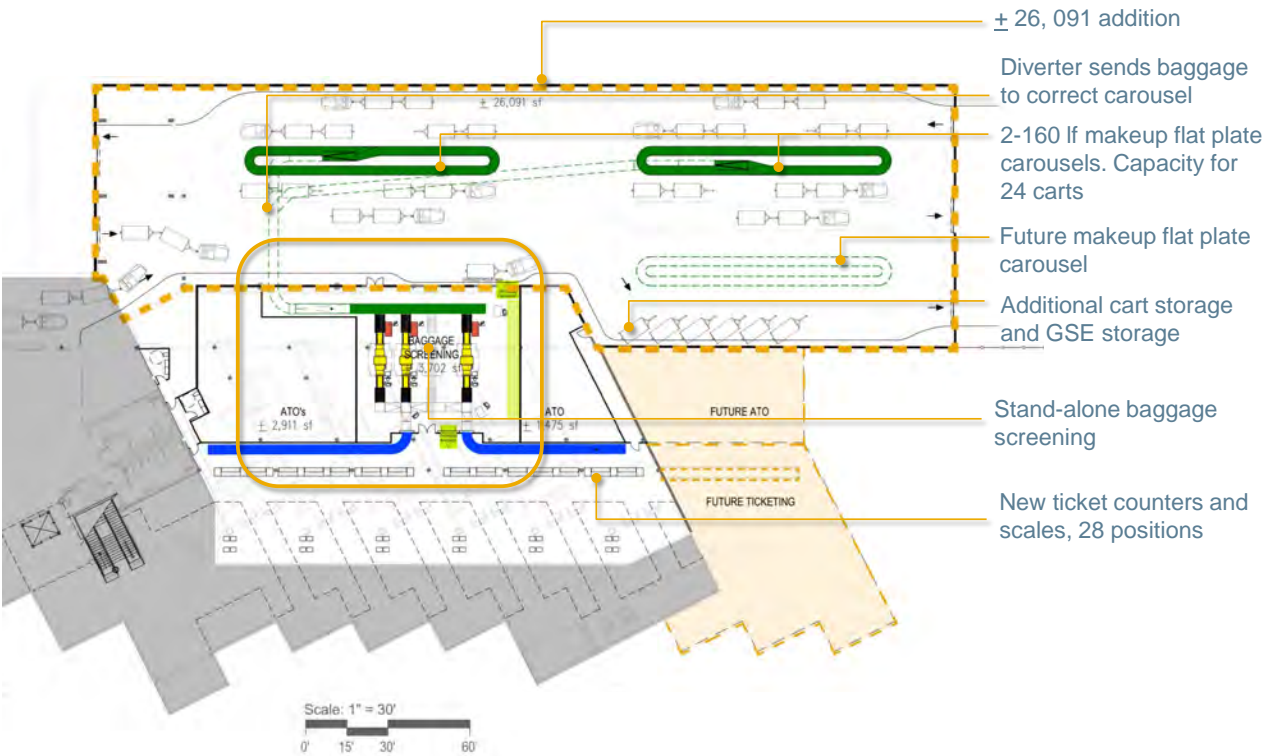 ± 26, 091 addition
Diverter sends baggage
to correct carousel
2-160 lf makeup flat plate
carousels. Capacity for
24 carts
Future makeup flat plate
carousel
Additional cart storage
and GSE storage
Stand-alone baggage
screening
New ticket counters and
scales, 28 positions
± 26,091 sf
BAGGAGE
SCREENING
3,702 sf
ATO's
± 2,911 sf
ATO
± 1,475 sf
FUTURE ATO
FUTURE TICKETING
Scale: 1" = 30'
0' 15' 30' 60'